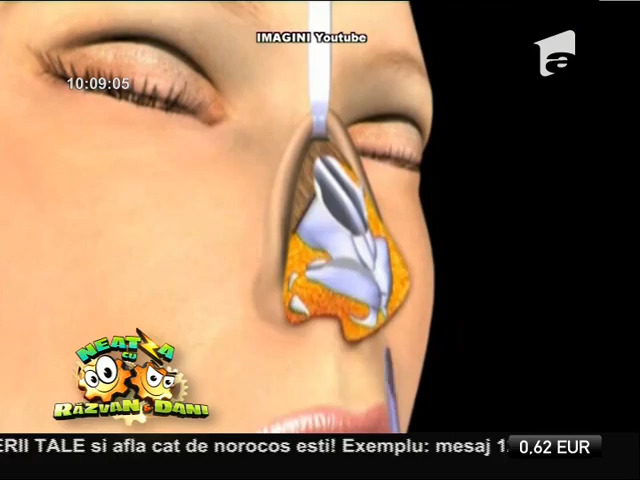 IMAGINI Youtube
a
10:09:05
NEATZA
CU
RĂZVAN & DANI
ERII TALE si afla cat de norocos esti! Exemplu: mesaj 1
0,62 EUR